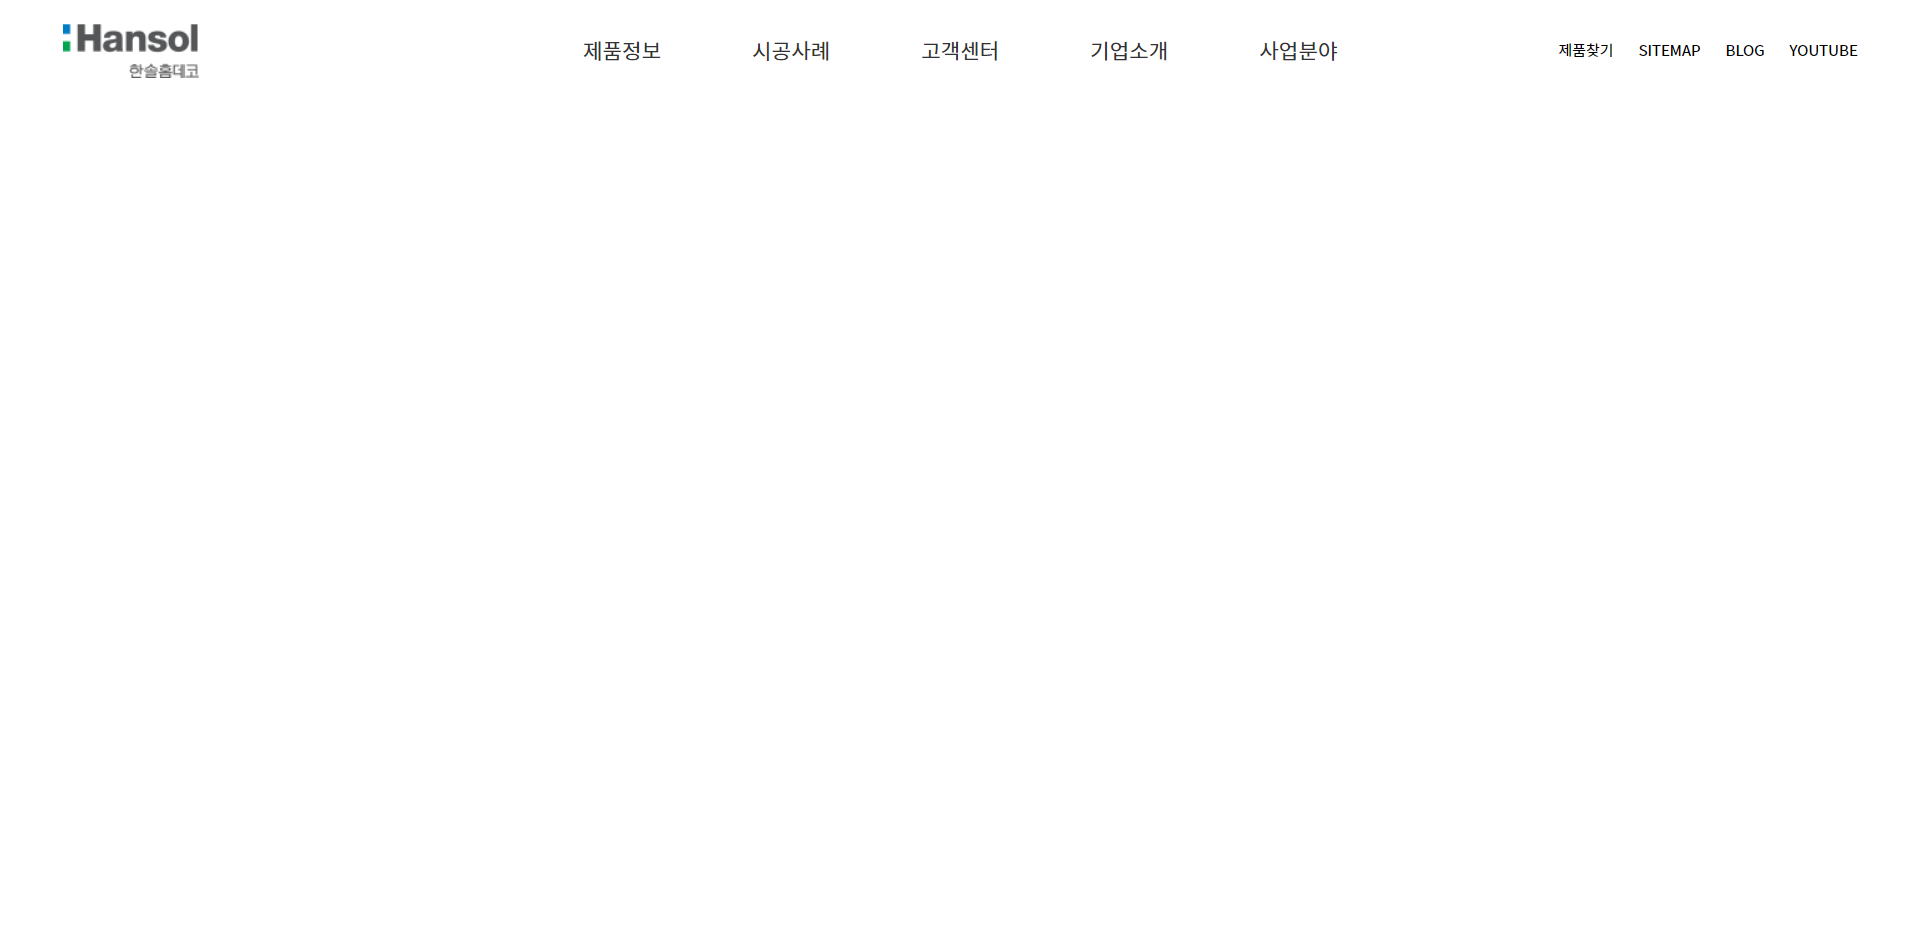 Hansol
한솔홈데코
제품정보
시공사례
고객센터
기업소개
사업분야
제품찾기
SITEMAP
BLOG
YOUTUBE